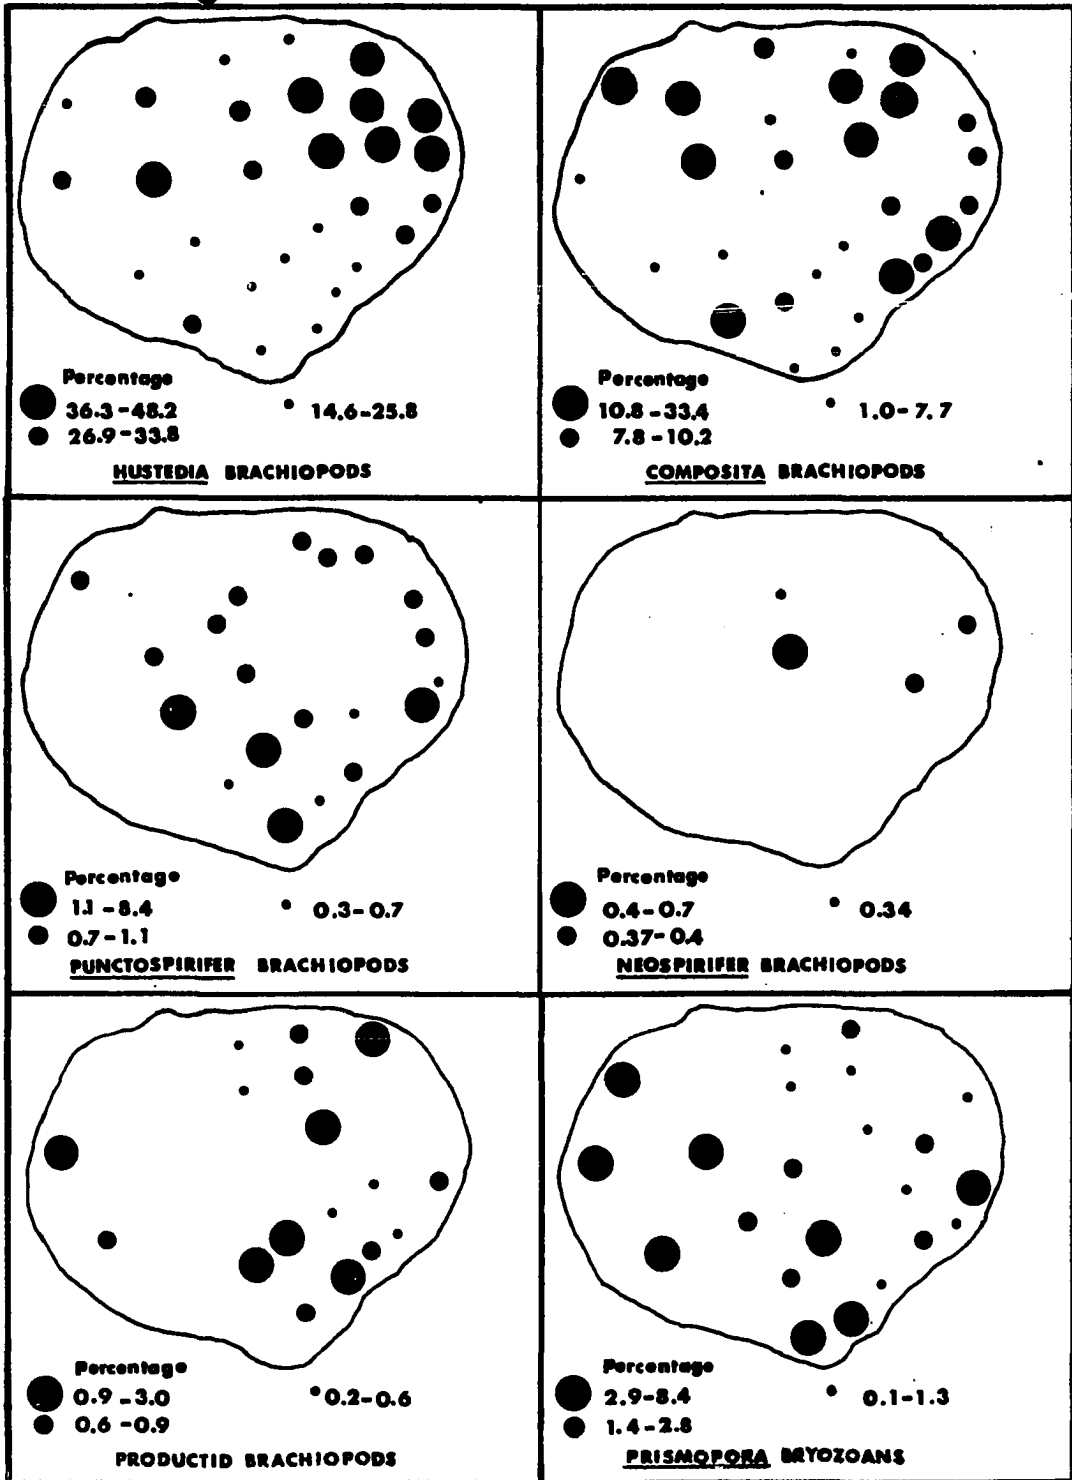 Percentage
36.3-48.2 14.6-25.8
26.9-33.8
HUSTEDIA BRACHIOPODS
Percentage
10.8-33.4 1.0-7.7
7.8-10.2
COMPOSITA BRACHIOPODS
Percentage
1.1-8.4 0.3-0.7
0.7-1.1
PUNCTOSPIRIFER BRACHIOPODS
Percentage
0.4-0.7 0.34
0.37-0.4
NEOSPIRIFER BRACHIOPODS
Percentage
0.9-3.0 0.2-0.6
0.6-0.9
PRODUCTID BRACHIOPODS
Percentage
2.9-8.4 0.1-1.3
1.4-2.8
PRISMOPORA BRYOZOANS